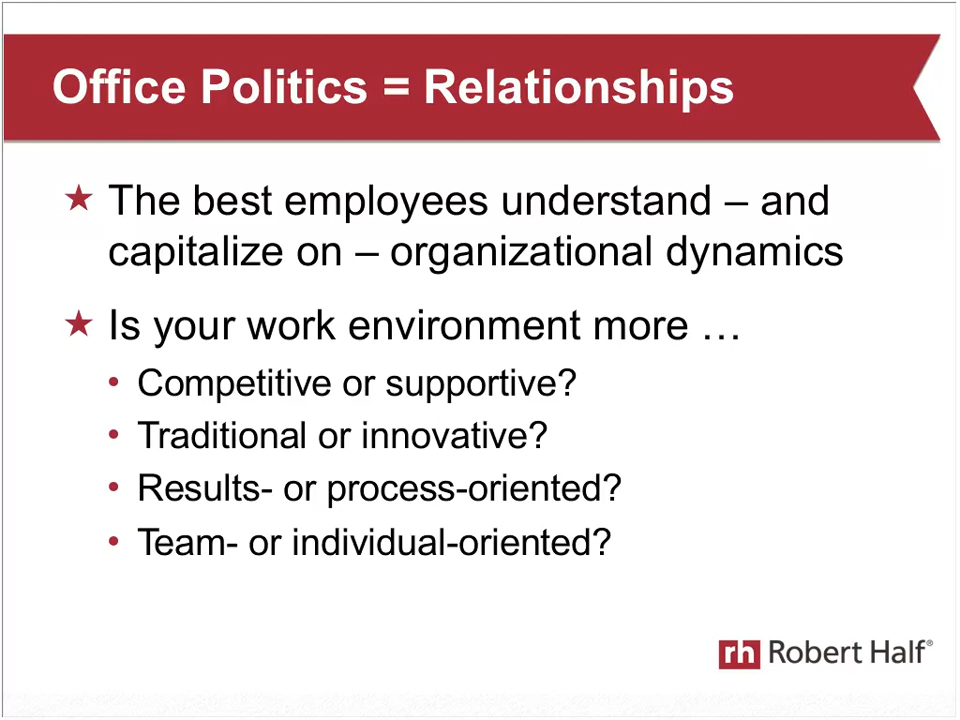 Office Politics = Relationships
★ The best employees understand – and
capitalize on – organizational dynamics
★ Is your work environment more …
• Competitive or supportive?
• Traditional or innovative?
• Results- or process-oriented?
• Team- or individual-oriented?
rh Robert Half®